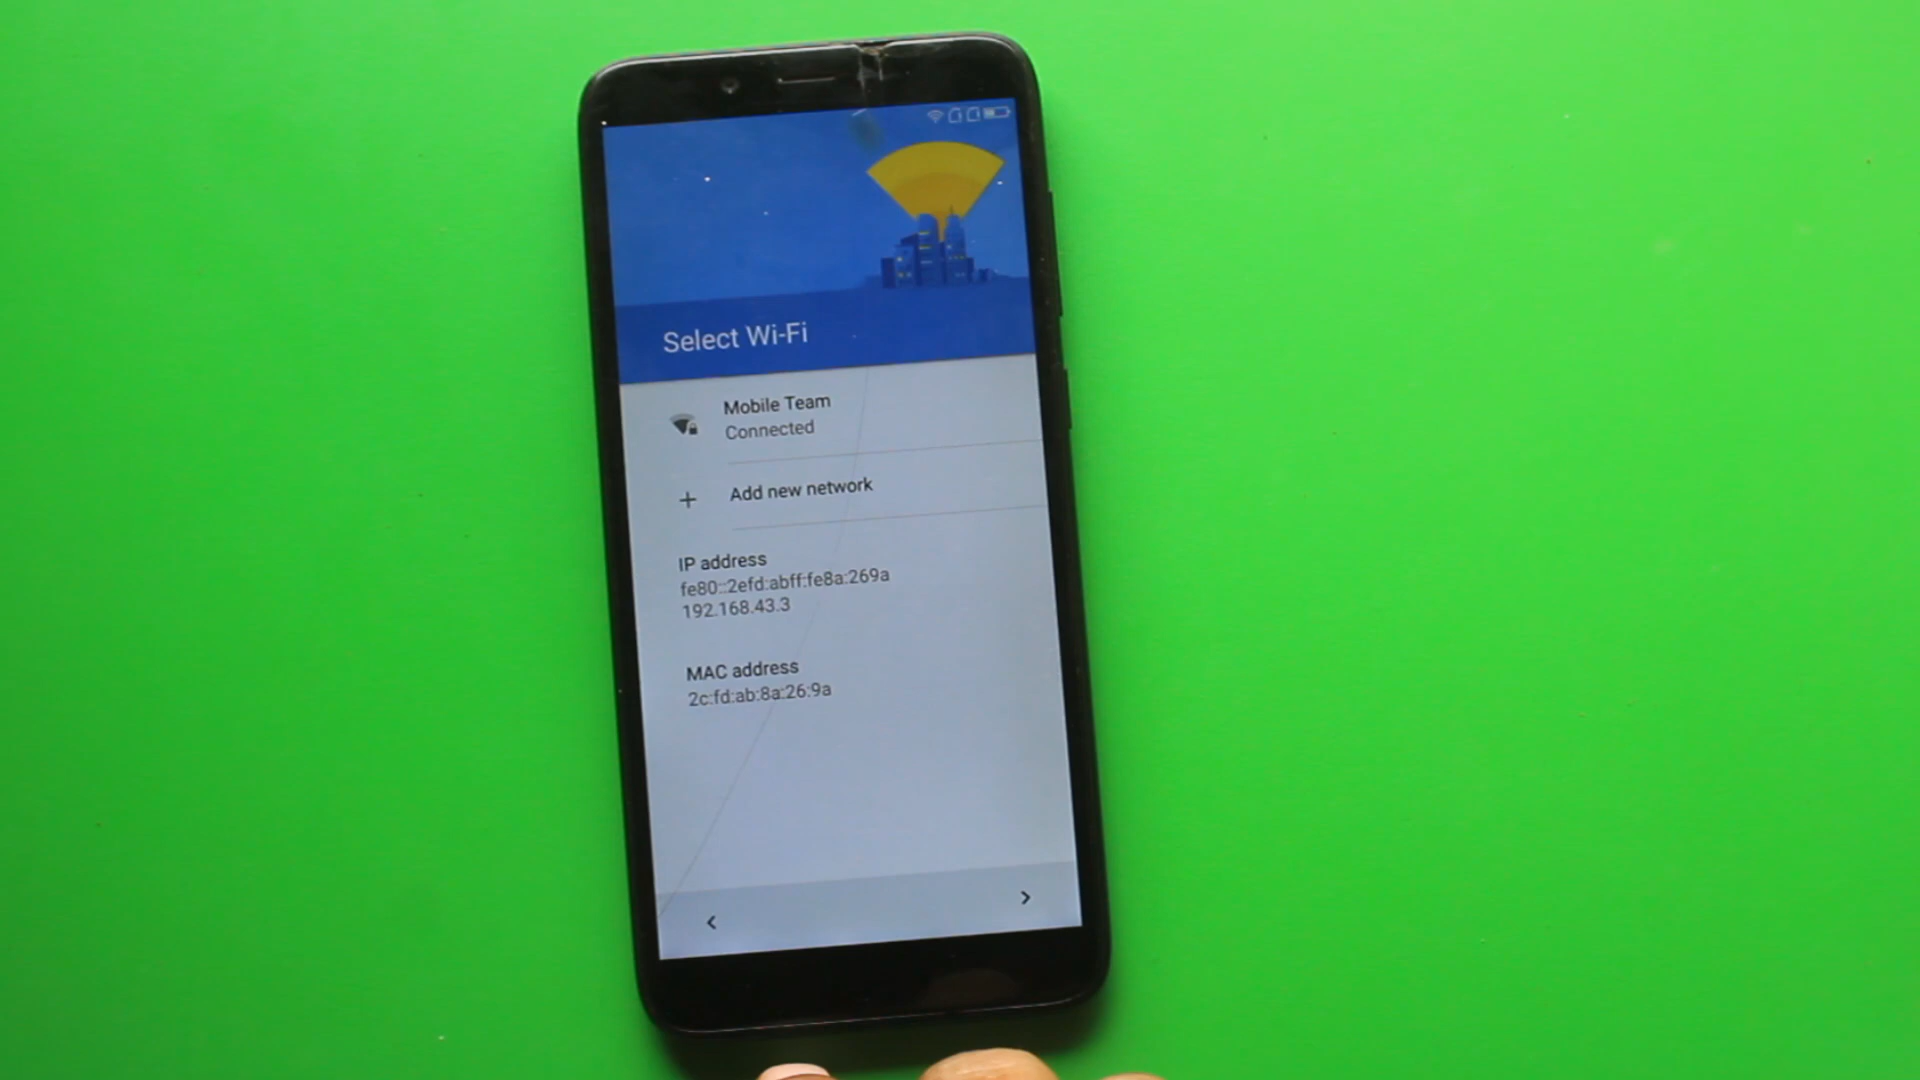 Select Wi-Fi
Mobile Team
Connected
Add new network
IP address
fe80::2efd:abff:fe8a:269a
192.168.43.3
MAC address
2c:fd:ab:8a:26:9a